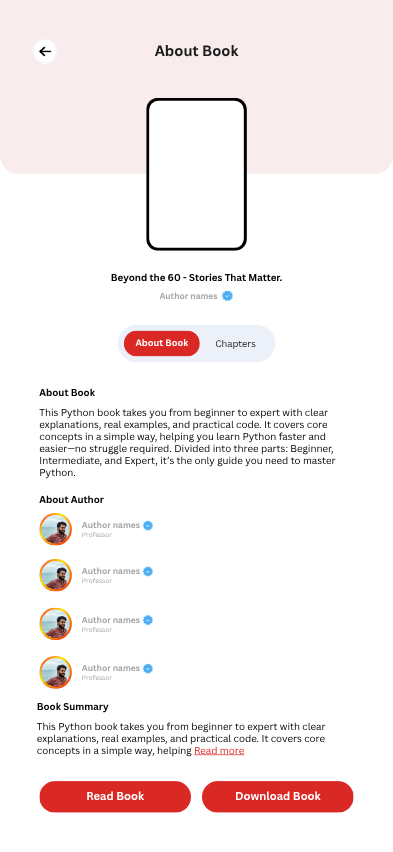 About Book
Beyond the 60 - Stories That Matter.
Author names
About Book
Chapters
About Book
This Python book takes you from beginner to expert with clear
explanations, real examples, and practical code. It covers core
concepts in a simple way, helping you learn Python faster and
easier—no struggle required. Divided into three parts: Beginner,
Intermediate, and Expert, it's the only guide you need to master
Python.
About Author
Author names
Professor
Author names
Professor
Author names
Professor
Author names
Professor
Book Summary
This Python book takes you from beginner to expert with clear
explanations, real examples, and practical code. It covers core
concepts in a simple way, helping Read more
Read Book
Download Book